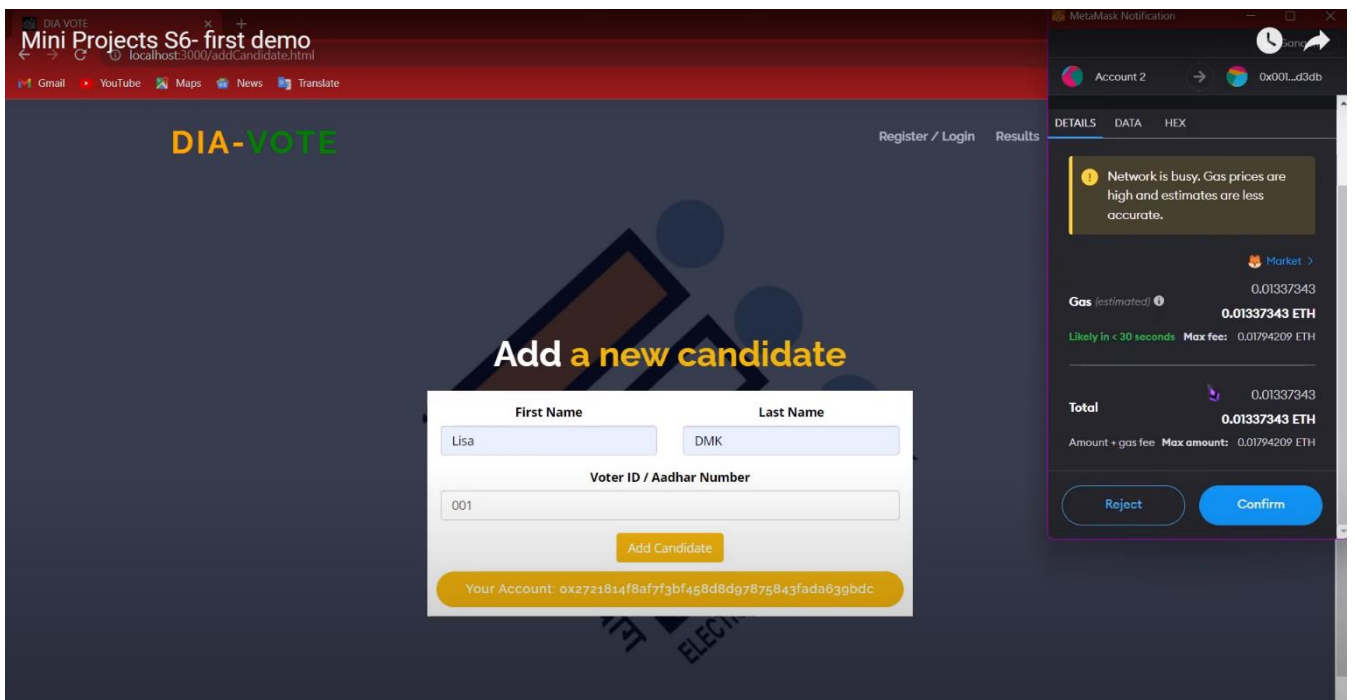 DIA VOTE
Mini Projects S6- first demo
localhost:3000/addCandidate.html
Gmail YouTube Maps News Translate
DIA-VOTE
Register / Login Results
Add a new candidate
First Name Last Name
Lisa DMK
Voter ID / Aadhar Number
001
Add Candidate
Your Account: 0x2721814f8af7f3bf458d8d97875843fada639bdc
ELECT
MetaMask Notification
Account 2 0x001...d3db
DETAILS DATA HEX
Network is busy. Gas prices are
high and estimates are less
accurate.
Market >
0.01337343
Gas (estimated) 0.01337343 ETH
Likely in < 30 seconds Max fee: 0.01794209 ETH
0.01337343
Total 0.01337343 ETH
Amount + gas fee Max amount: 0.01794209 ETH
Reject Confirm